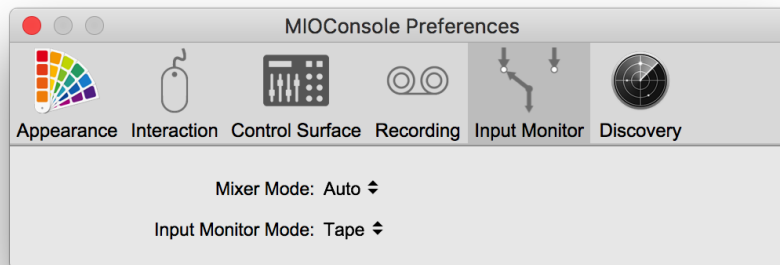 MIOConsole Preferences
Appearance Interaction Control Surface Recording Input Monitor Discovery
Mixer Mode: Auto
Input Monitor Mode: Tape